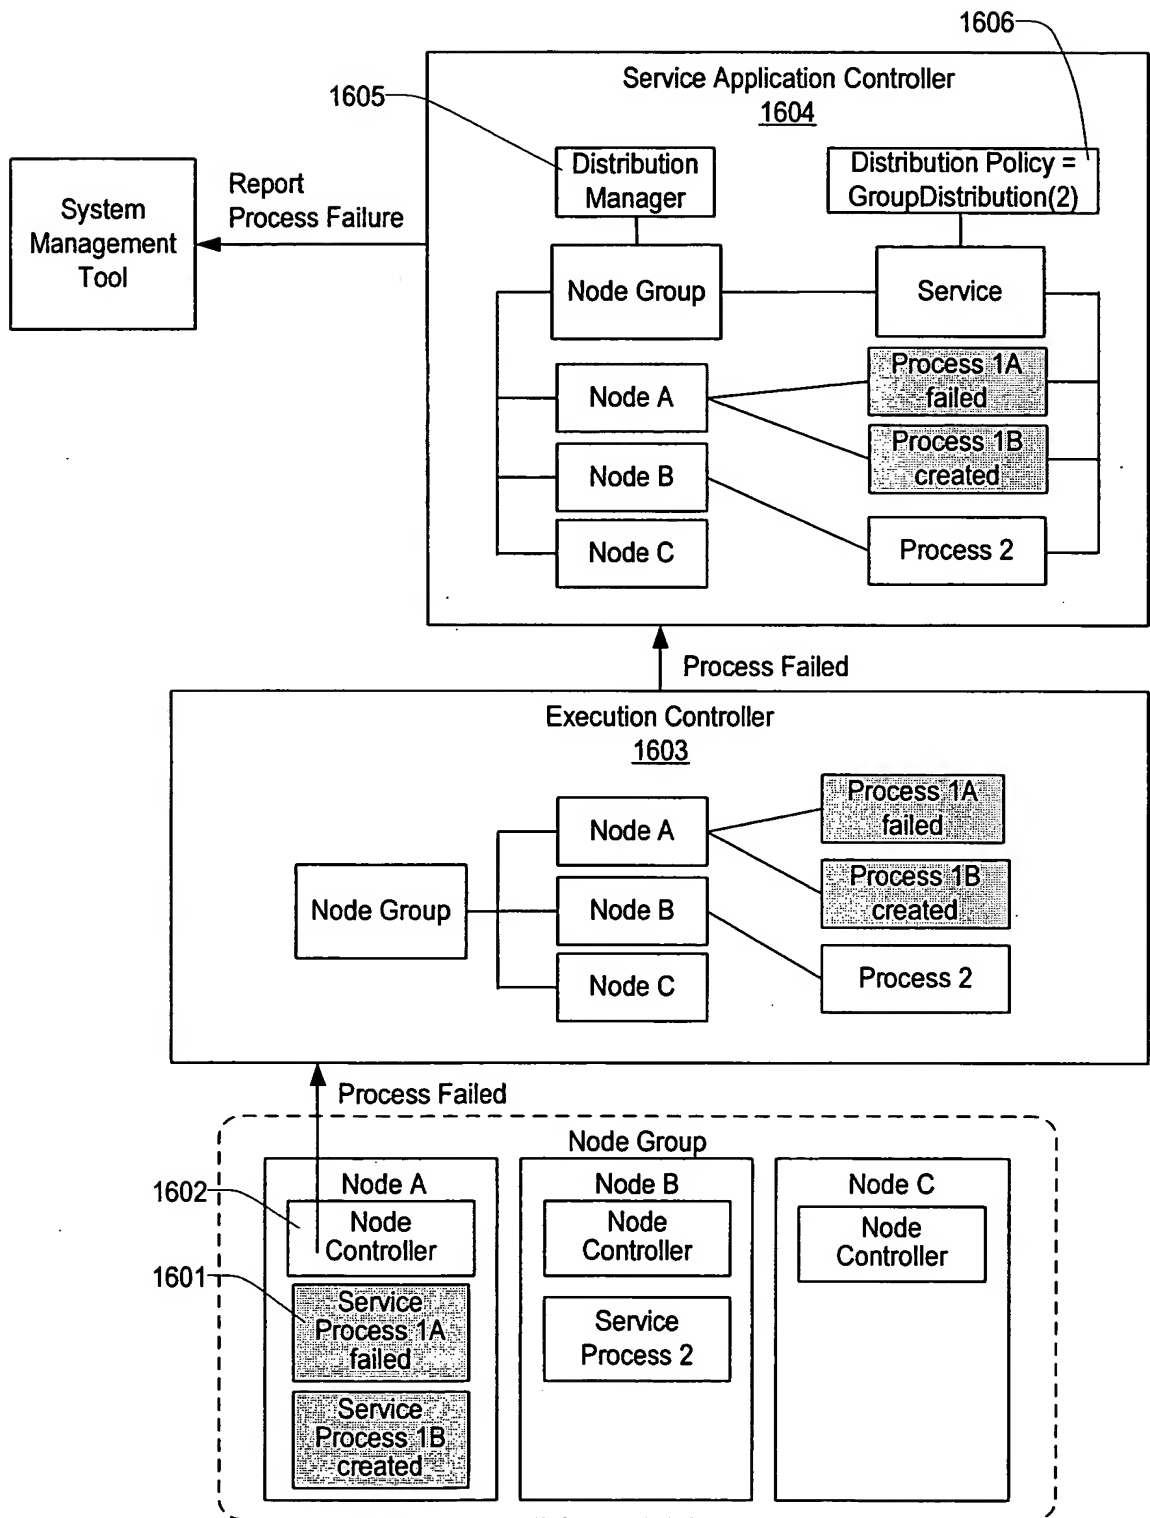 1606
Service Application Controller
1604
1605
Distribution
Manager
Distribution Policy =
GroupDistribution(2)
System
Management
Tool
Report
Process Failure
Node Group
Service
Node A
Process 1A
failed
Process 1B
created
Node B
Node C
Process 2
Process Failed
Execution Controller
1603
Node Group
Node A
Node B
Node C
Process 1A
failed
Process 1B
created
Process 2
Process Failed
Node Group
Node A
Node B
Node C
1602
Node
Controller
Node
Controller
Node
Controller
1601
Service
Process 1A
failed
Service
Process 2
Service
Process 1B
created